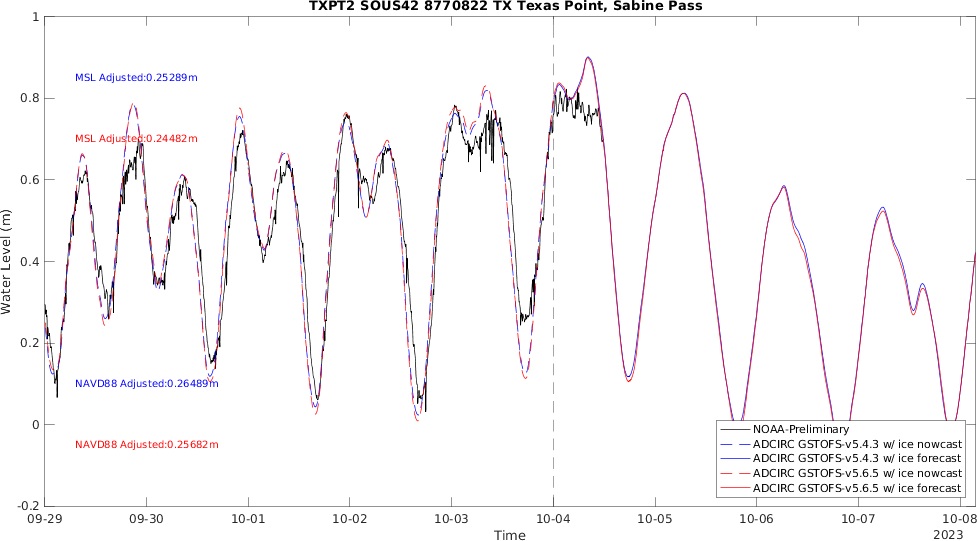 TXPT2 SOUS42 8770822 TX Texas Point, Sabine Pass
1
0.8
0.6
0.4
0.2
0
-0.2
Water Level (m)
MSL Adjusted:0.25289m
MSL Adjusted:0.24482m
NAVD88 Adjusted:0.26489m
NAVD88 Adjusted:0.25682m
NOAA-Preliminary
ADCIRC GSTOFS-v5.4.3 w/ ice nowcast
ADCIRC GSTOFS-v5.4.3 w/ ice forecast
ADCIRC GSTOFS-v5.6.5 w/ ice nowcast
ADCIRC GSTOFS-v5.6.5 w/ ice forecast
09-29 09-30 10-01 10-02 10-03 10-04 10-05 10-06 10-07 10-08
Time
2023